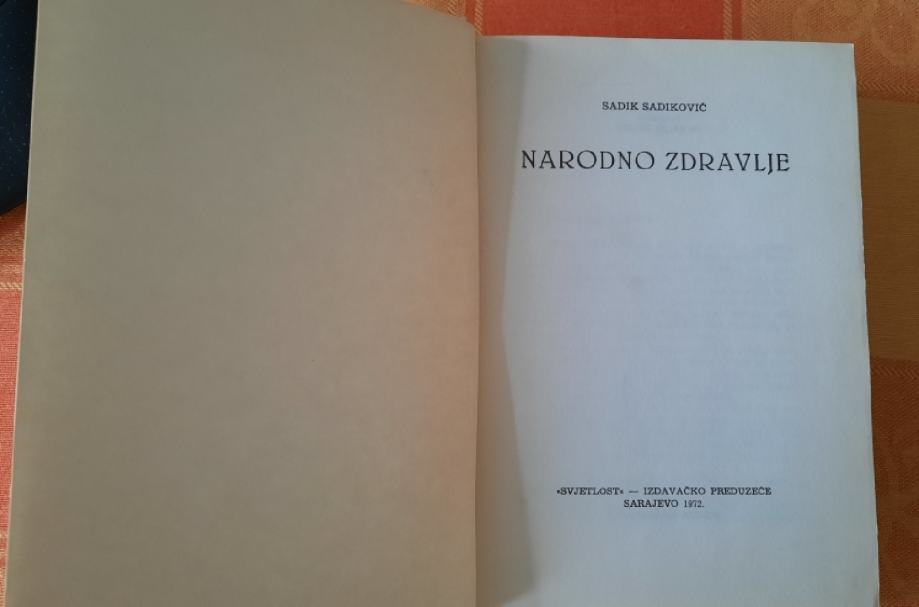 SADIK SADIKOVIĆ
NARODNO ZDRAVLJE
»SVJETLOST« — IZDAVAČKO PREDUZEĆE
SARAJEVO 1972.